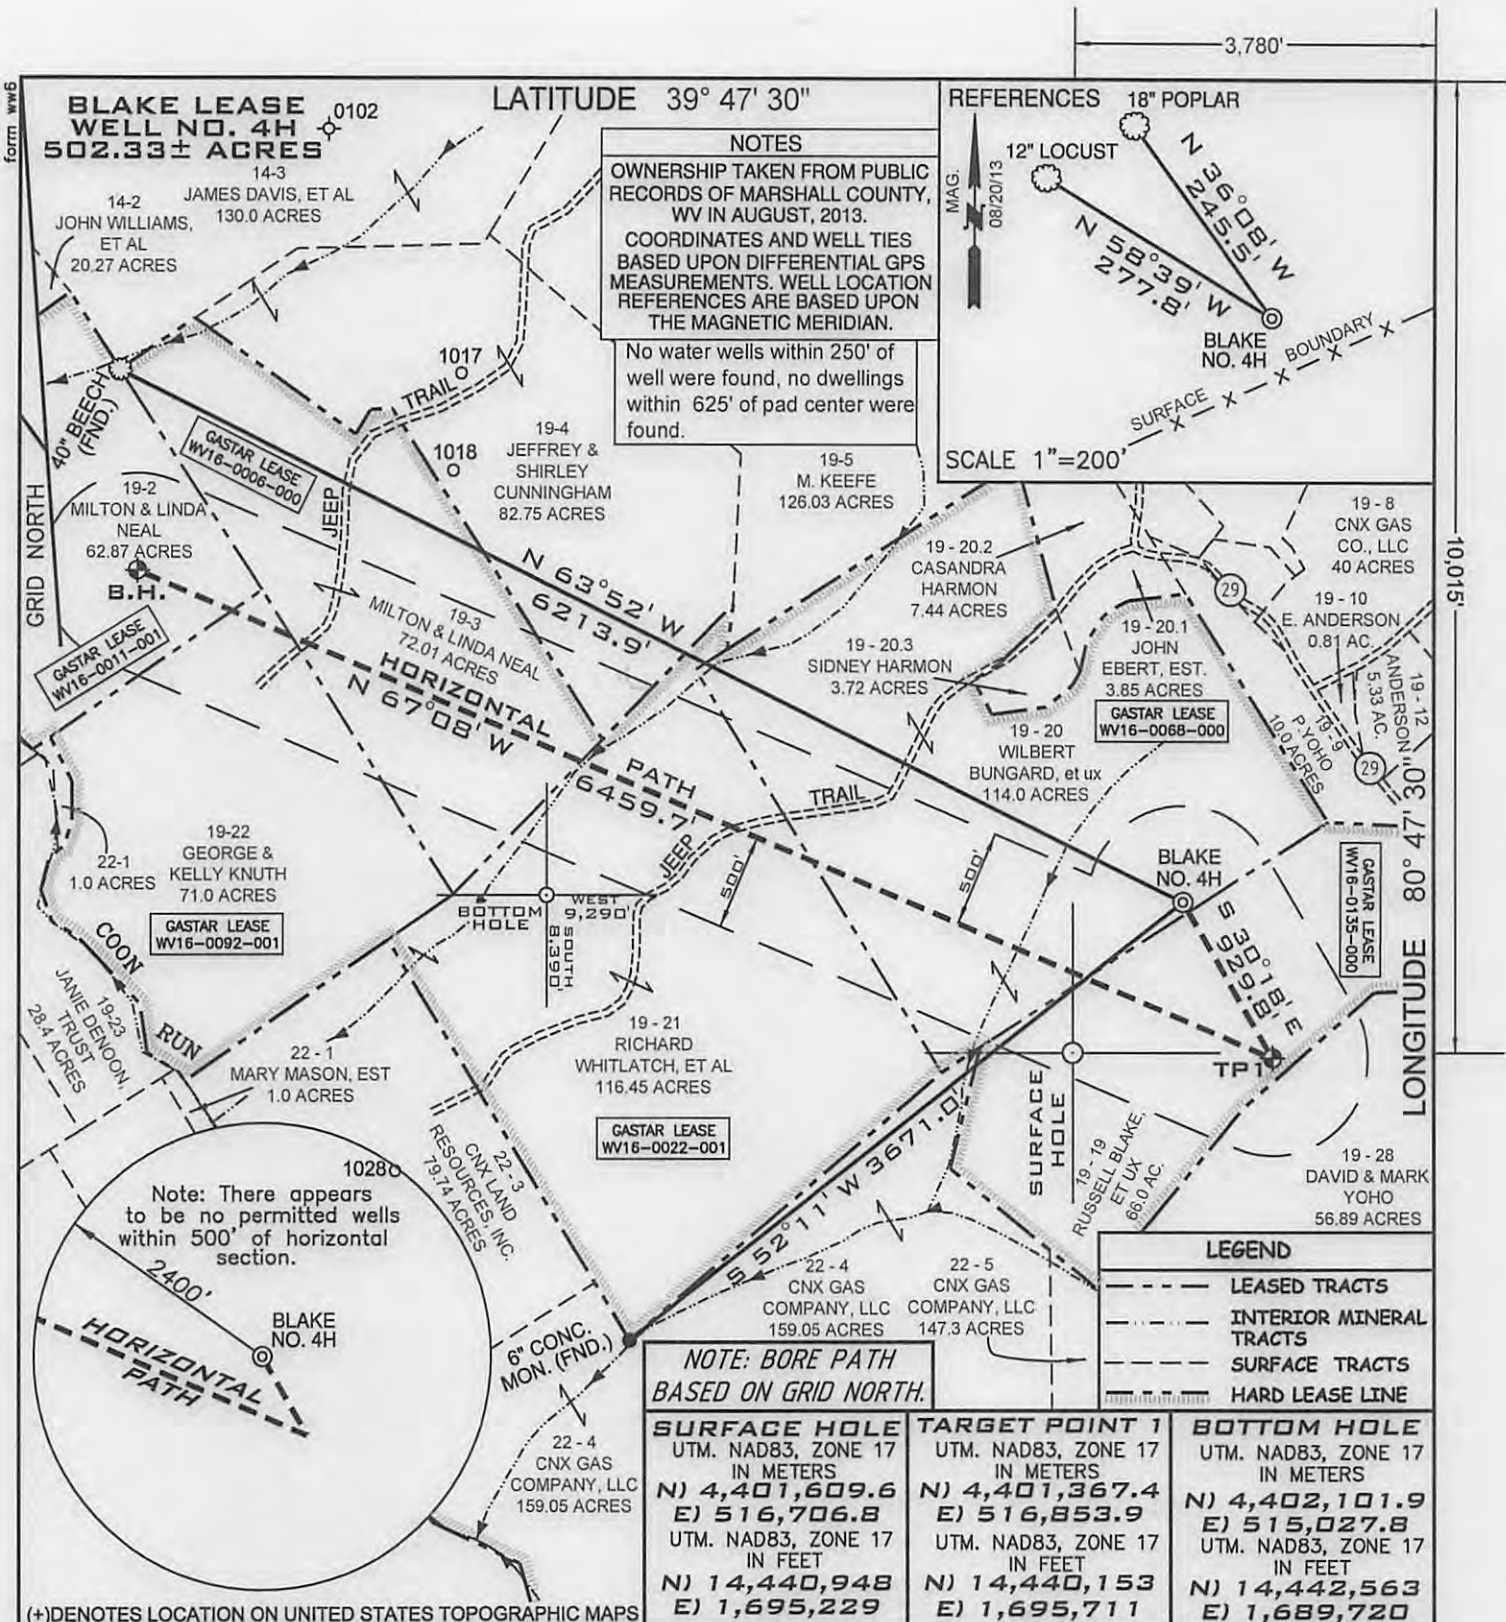 3,780'
form ww6
BLAKE LEASE
WELL NO. 4H
502.33± ACRES
0102
LATITUDE 39° 47' 30"
14-2
JOHN WILLIAMS,
ET AL
20.27 ACRES
14-3
JAMES DAVIS, ET AL
130.0 ACRES
NOTES
OWNERSHIP TAKEN FROM PUBLIC
RECORDS OF MARSHALL COUNTY,
WV IN AUGUST, 2013.
COORDINATES AND WELL TIES
BASED UPON DIFFERENTIAL GPS
MEASUREMENTS. WELL LOCATION
REFERENCES ARE BASED UPON
THE MAGNETIC MERIDIAN.
No water wells within 250' of
well were found, no dwellings
within 625' of pad center were
found.
REFERENCES
18" POPLAR
12" LOCUST
MAG.
N
08/20/13
N 36°08' W
245.5'
N 58°39' W
277.8'
BLAKE
NO. 4H
SURFACE BOUNDARY
SCALE 1"=200'
10,015'
GRID NORTH
40" BEECH
(FND.)
GASTAR LEASE
WV16-0006-000
1017
TRAIL
1018
JEEP
19-4
JEFFREY &
SHIRLEY
CUNNINGHAM
82.75 ACRES
19-5
M. KEEFE
126.03 ACRES
19-2
MILTON & LINDA
NEAL
62.87 ACRES
B.H.
GASTAR LEASE
WV16-0011-001
N 63°52' W
6213.9'
19-3
MILTON & LINDA NEAL
72.01 ACRES
HORIZONTAL PATH
N 67°08' W 6459.7'
19 - 20.2
CASANDRA
HARMON
7.44 ACRES
19 - 20.3
SIDNEY HARMON
3.72 ACRES
19 - 20.1
JOHN
EBERT, EST.
3.85 ACRES
GASTAR LEASE
WV16-0068-000
19 - 8
CNX GAS
CO., LLC
40 ACRES
29
19 - 10
E. ANDERSON
0.81 AC.
19 - 12
ANDERSON
5.33 AC.
19 - 9
P. YOHO
10.0 ACRES
29
19 - 20
WILBERT
BUNGARD, et ux
114.0 ACRES
TRAIL
JEEP
500'
500'
BLAKE
NO. 4H
GASTAR LEASE
WV16-0135-000
LONGITUDE 80° 47' 30"
22-1
1.0 ACRES
19-22
GEORGE &
KELLY KNUTH
71.0 ACRES
GASTAR LEASE
WV16-0092-001
BOTTOM
HOLE
WEST
9,290'
SOUTH
8,390'
COON
RUN
19-23
JANIE DENOON,
TRUST
28.4 ACRES
22 - 1
MARY MASON, EST
1.0 ACRES
19 - 21
RICHARD
WHITLATCH, ET AL
116.45 ACRES
GASTAR LEASE
WV16-0022-001
S 30°18' E
929.8'
TP1
SURFACE
HOLE
S 52°11' W 3671.0'
19 - 19
RUSSELL BLAKE,
ET UX
66.0 AC.
19 - 28
DAVID & MARK
YOHO
56.89 ACRES
22 - 3
CNX LAND
RESOURCES, INC.
79.74 ACRES
1028
Note: There appears
to be no permitted wells
within 500' of horizontal
section.
2400'
BLAKE
NO. 4H
HORIZONTAL
PATH
6" CONC.
MON. (FND.)
22 - 4
CNX GAS
COMPANY, LLC
159.05 ACRES
22 - 4
CNX GAS
COMPANY, LLC
159.05 ACRES
22 - 5
CNX GAS
COMPANY, LLC
147.3 ACRES
LEGEND
LEASED TRACTS
INTERIOR MINERAL
TRACTS
SURFACE TRACTS
HARD LEASE LINE
NOTE: BORE PATH
BASED ON GRID NORTH.
SURFACE HOLE
UTM. NAD83, ZONE 17
IN METERS
N) 4,401,609.6
E) 516,706.8
UTM. NAD83, ZONE 17
IN FEET
N) 14,440,948
E) 1,695,229
TARGET POINT 1
UTM. NAD83, ZONE 17
IN METERS
N) 4,401,367.4
E) 516,853.9
UTM. NAD83, ZONE 17
IN FEET
N) 14,440,153
E) 1,695,711
BOTTOM HOLE
UTM. NAD83, ZONE 17
IN METERS
N) 4,402,101.9
E) 515,027.8
UTM. NAD83, ZONE 17
IN FEET
N) 14,442,563
E) 1,689,720
(+)DENOTES LOCATION ON UNITED STATES TOPOGRAPHIC MAPS